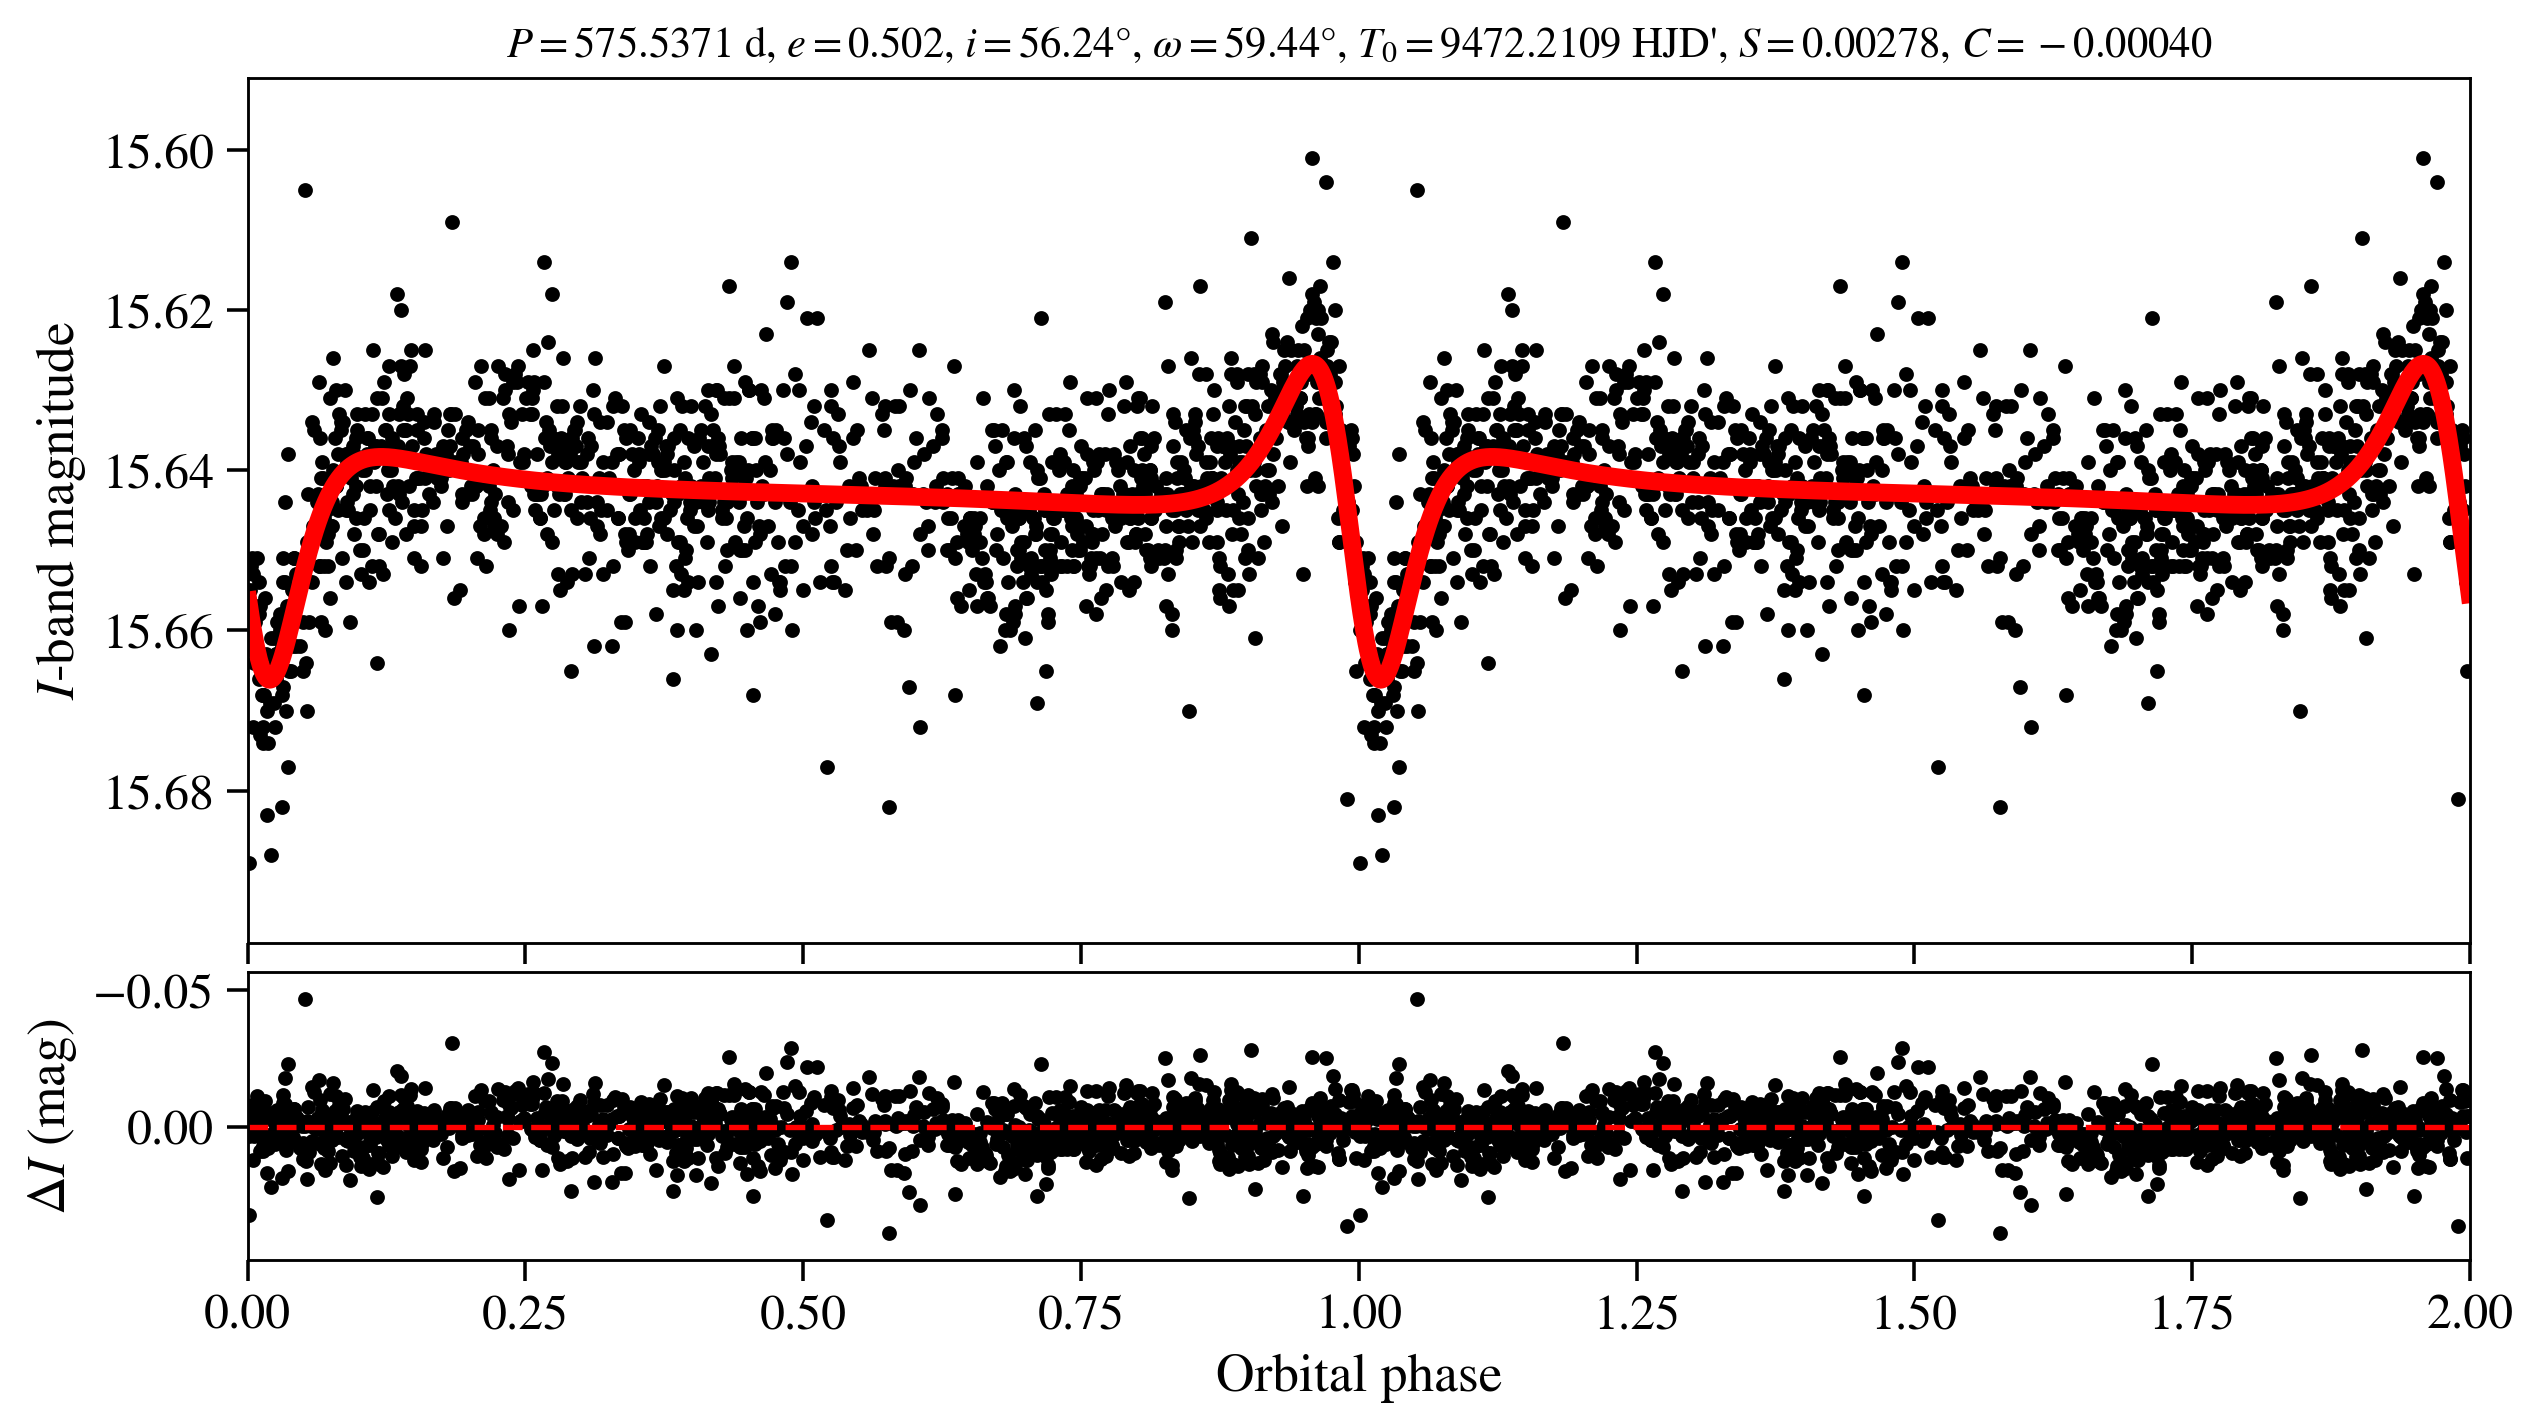 P = 575.5371 d, e = 0.502, i = 56.24°, ω = 59.44°, T₀ = 9472.2109 HJD', S = 0.00278, C = −0.00040
15.60
15.62
15.64
15.66
15.68
I-band magnitude
−0.05
0.00
ΔI (mag)
0.00 0.25 0.50 0.75 1.00 1.25 1.50 1.75 2.00
Orbital phase